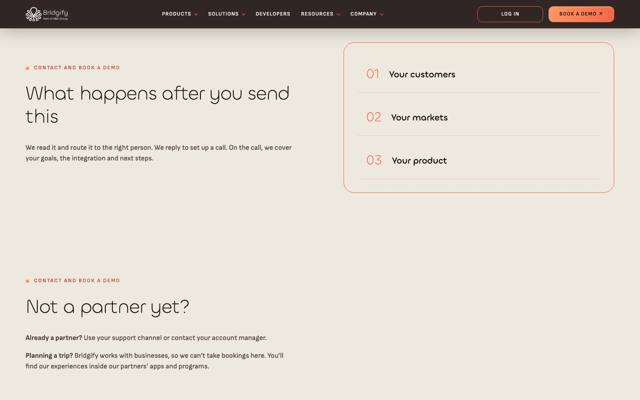 Bridgify
PRODUCTS
SOLUTIONS
DEVELOPERS
RESOURCES
COMPANY
LOG IN
BOOK A DEMO ↗
CONTACT AND BOOK A DEMO
What happens after you send
this
We read it and route it to the right person. We reply to set up a call. On the call, we cover
your goals, the integration and next steps.
01 Your customers
02 Your markets
03 Your product
CONTACT AND BOOK A DEMO
Not a partner yet?
Already a partner? Use your support channel or contact your account manager.
Planning a trip? Bridgify works with businesses, so we can't take bookings here. You'll
find our experiences inside our partners' apps and programs.